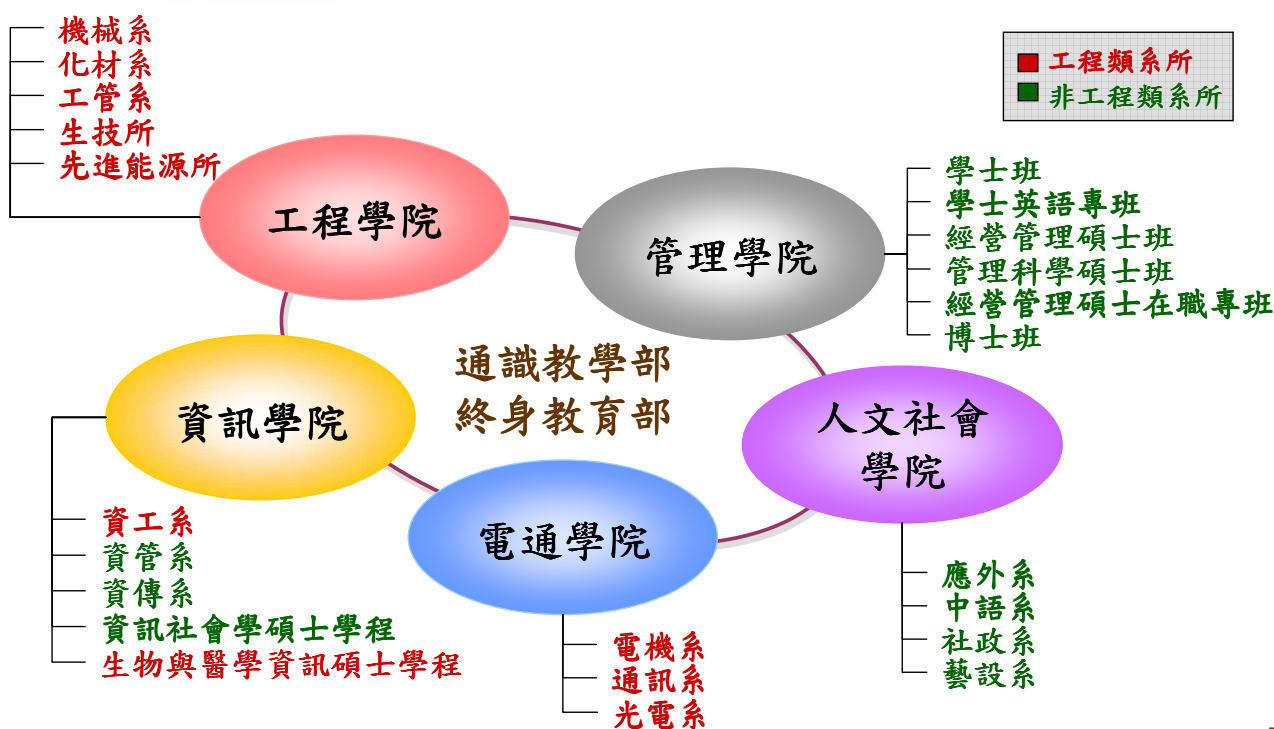 機械系
化材系
工管系
生技所
先進能源所
工程學院
工程類系所
非工程類系所
管理學院
學士班
學士英語專班
經營管理碩士班
管理科學碩士班
經營管理碩士在職專班
博士班
通識教學部
終身教育部
資訊學院
資工系
資管系
資傳系
資訊社會學碩士學程
生物與醫學資訊碩士學程
電通學院
電機系
通訊系
光電系
人文社會
學院
應外系
中語系
社政系
藝設系